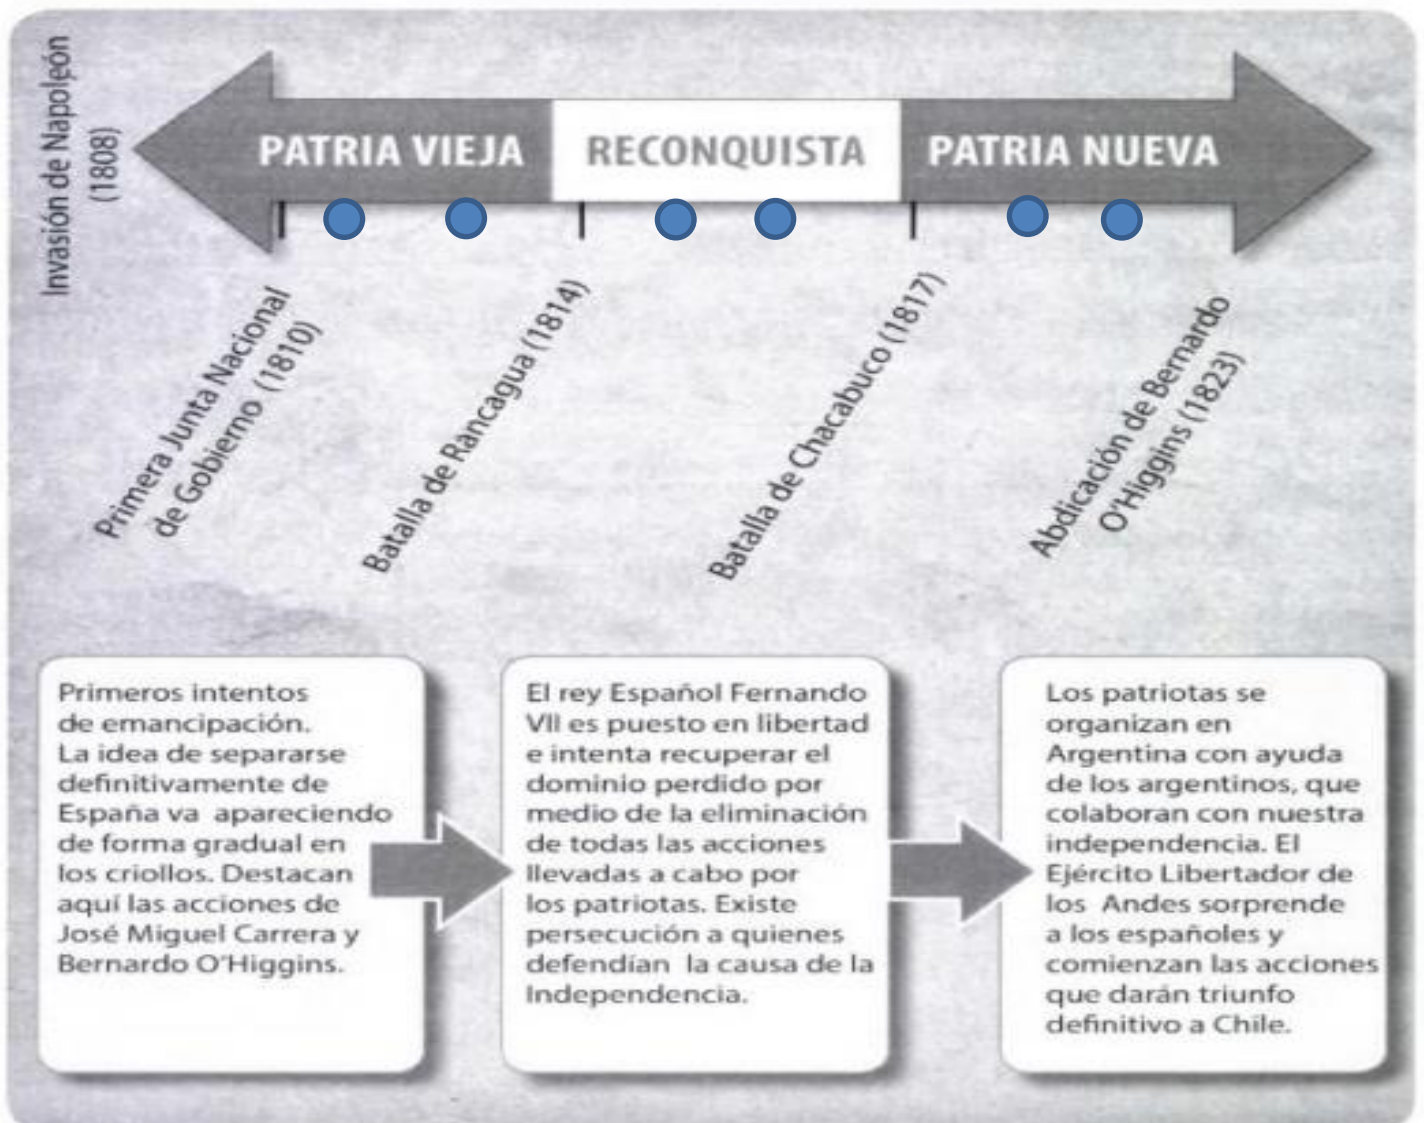 Invasión de Napoleón
(1808)
PATRIA VIEJA
RECONQUISTA
PATRIA NUEVA
Primera Junta Nacional
de Gobierno (1810)
Batalla de Rancagua (1814)
Batalla de Chacabuco (1817)
Abdicación de Bernardo
O'Higgins (1823)
Primeros intentos
de emancipación.
La idea de separarse
definitivamente de
España va apareciendo
de forma gradual en
los criollos. Destacan
aquí las acciones de
José Miguel Carrera y
Bernardo O'Higgins.
El rey Español Fernando
VII es puesto en libertad
e intenta recuperar el
dominio perdido por
medio de la eliminación
de todas las acciones
llevadas a cabo por
los patriotas. Existe
persecución a quienes
defendían la causa de la
Independencia.
Los patriotas se
organizan en
Argentina con ayuda
de los argentinos, que
colaboran con nuestra
independencia. El
Ejército Libertador de
los Andes sorprende
a los españoles y
comienzan las acciones
que darán triunfo
definitivo a Chile.